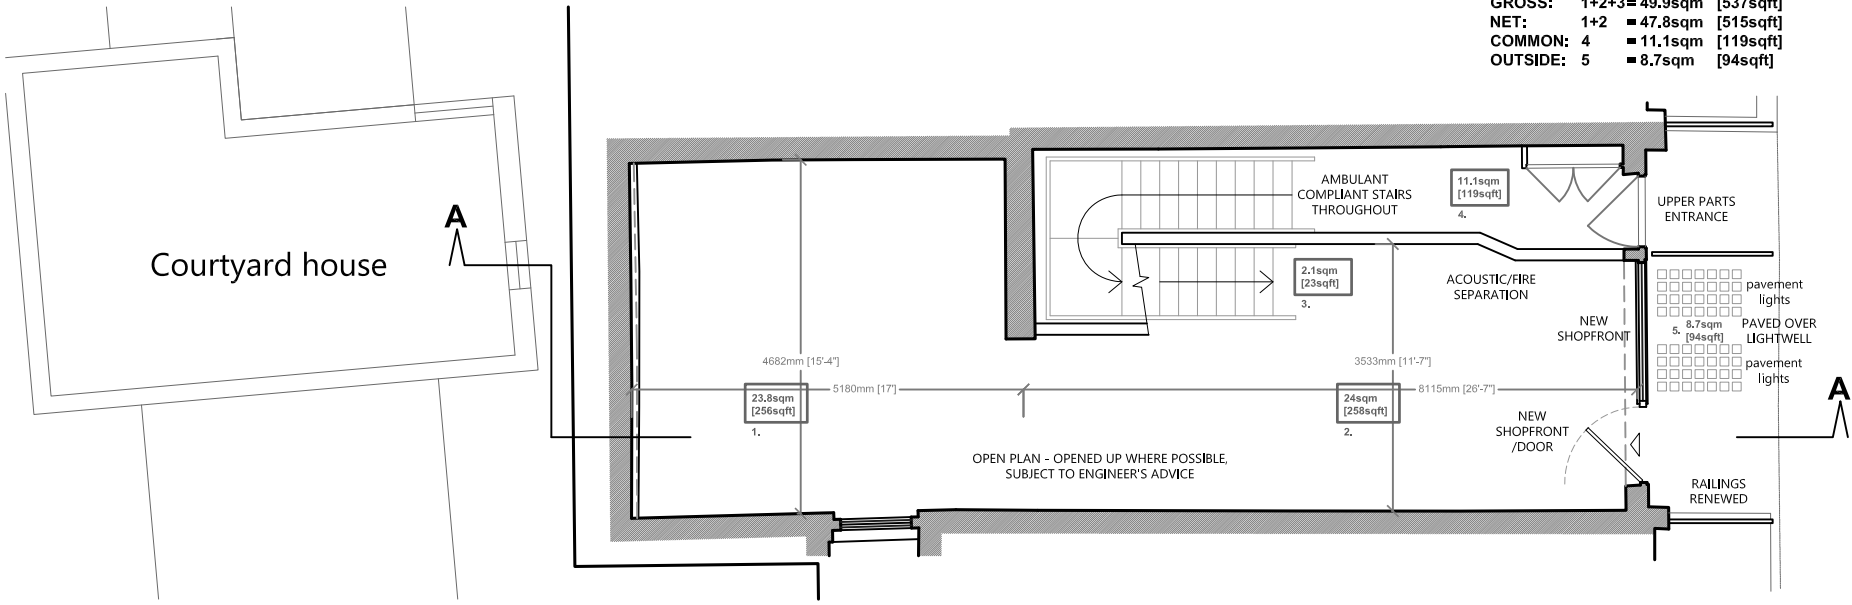 GROSS: 1+2+3= 49.9sqm [537sqft]
NET: 1+2 = 47.8sqm [515sqft]
COMMON: 4 = 11.1sqm [119sqft]
OUTSIDE: 5 = 8.7sqm [94sqft]
AMBULANT
COMPLIANT STAIRS
THROUGHOUT
11.1sqm
[119sqft]
4.
UPPER PARTS
ENTRANCE
A
Courtyard house
2.1sqm
[23sqft]
3.
ACOUSTIC/FIRE
SEPARATION
NEW
SHOPFRONT
pavement
lights
5. 8.7sqm
[94sqft]
PAVED OVER
LIGHTWELL
pavement
lights
4682mm [15'-4"]
3533mm [11'-7"]
5180mm [17']
8115mm [26'-7"]
23.8sqm
[256sqft]
1.
24sqm
[258sqft]
2.
A
NEW
SHOPFRONT
/DOOR
OPEN PLAN - OPENED UP WHERE POSSIBLE,
SUBJECT TO ENGINEER'S ADVICE
RAILINGS
RENEWED